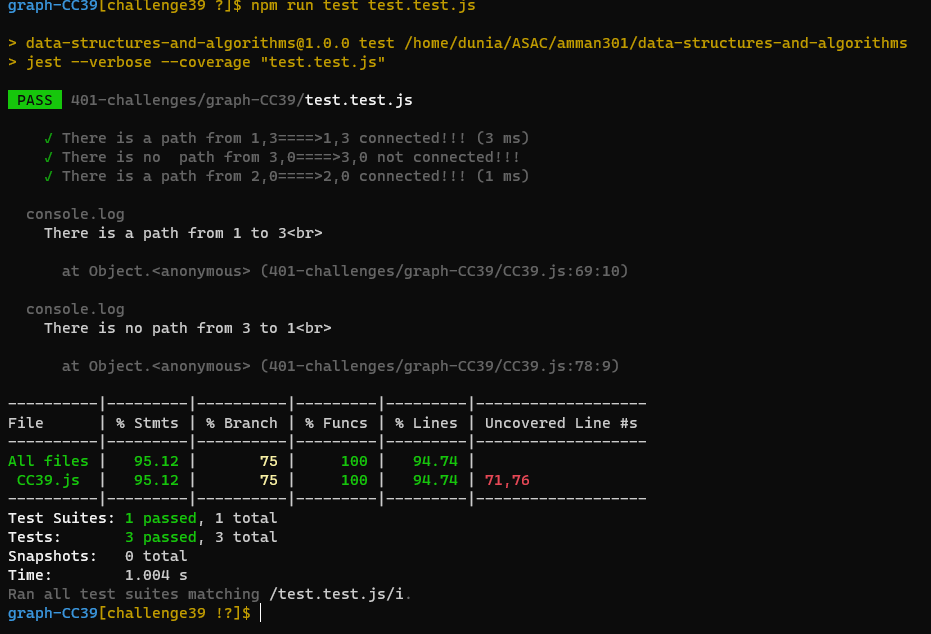 graph-CC39[challenge39 ?]$ npm run test test.test.js
> data-structures-and-algorithms@1.0.0 test /home/dunia/ASAC/amman301/data-structures-and-algorithms
> jest --verbose --coverage "test.test.js"
PASS 401-challenges/graph-CC39/test.test.js
√ There is a path from 1,3====>1,3 connected!!! (3 ms)
√ There is no  path from 3,0====>3,0 not connected!!!
√ There is a path from 2,0====>2,0 connected!!! (1 ms)
console.log
There is a path from 1 to 3<br>
at Object.<anonymous> (401-challenges/graph-CC39/CC39.js:69:10)
console.log
There is no path from 3 to 1<br>
at Object.<anonymous> (401-challenges/graph-CC39/CC39.js:78:9)
----------|---------|----------|---------|---------|-------------------
File      | % Stmts | % Branch | % Funcs | % Lines | Uncovered Line #s
----------|---------|----------|---------|---------|-------------------
All files |   95.12 |       75 |     100 |   94.74 |
 CC39.js  |   95.12 |       75 |     100 |   94.74 | 71,76
----------|---------|----------|---------|---------|-------------------
Test Suites: 1 passed, 1 total
Tests:       3 passed, 3 total
Snapshots:   0 total
Time:        1.004 s
Ran all test suites matching /test.test.js/i.
graph-CC39[challenge39 !?]$